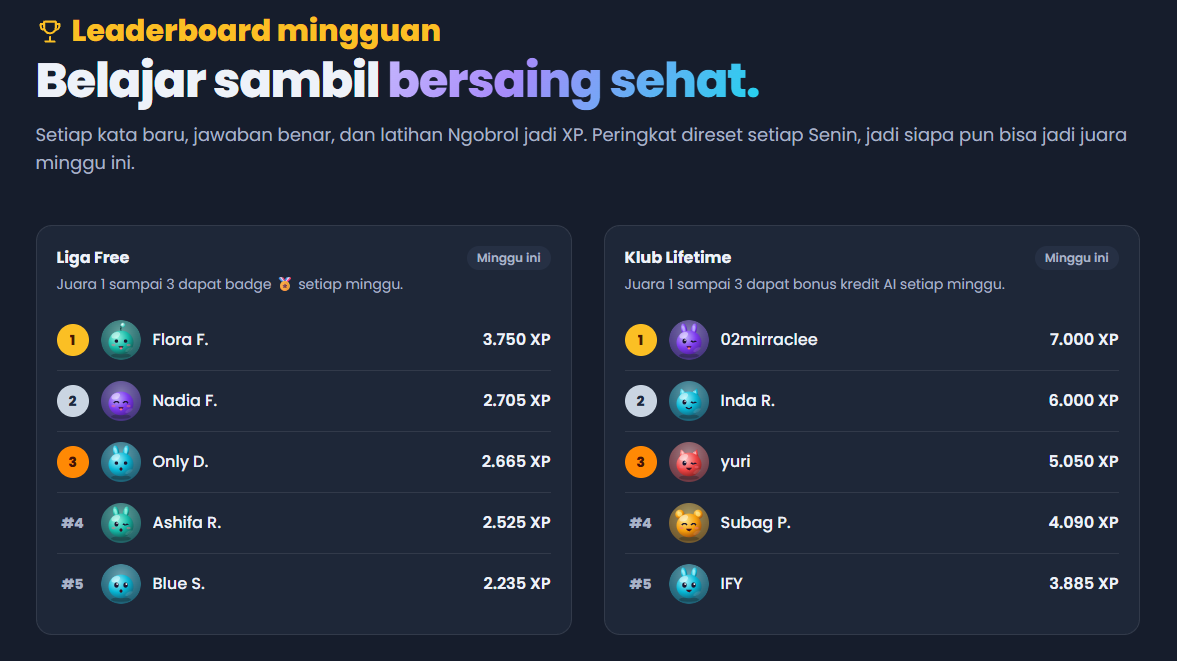 Leaderboard mingguan
Belajar sambil bersaing sehat.
Setiap kata baru, jawaban benar, dan latihan Ngobrol jadi XP. Peringkat direset setiap Senin, jadi siapa pun bisa jadi juara
minggu ini.
Liga Free
Minggu ini
Juara 1 sampai 3 dapat badge 🏅 setiap minggu.
1 Flora F. 3.750 XP
2 Nadia F. 2.705 XP
3 Only D. 2.665 XP
#4 Ashifa R. 2.525 XP
#5 Blue S. 2.235 XP
Klub Lifetime
Minggu ini
Juara 1 sampai 3 dapat bonus kredit AI setiap minggu.
1 02mirraclee 7.000 XP
2 Inda R. 6.000 XP
3 yuri 5.050 XP
#4 Subag P. 4.090 XP
#5 IFY 3.885 XP